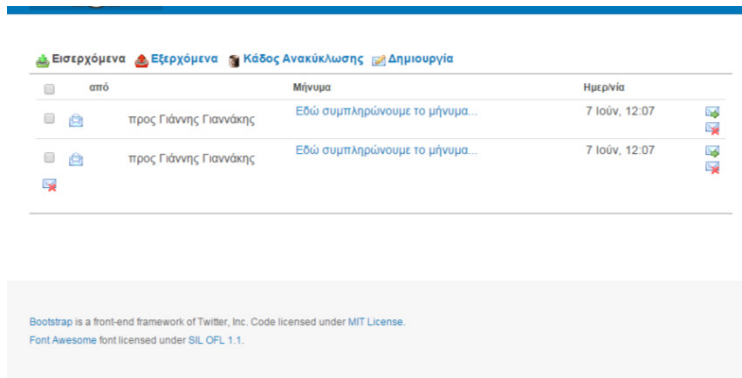 Εισερχόμενα Εξερχόμενα Κάδος Ανακύκλωσης Δημιουργία
από Μήνυμα Ημερ/νία
προς Γιάννης Γιαννάκης Εδώ συμπληρώνουμε το μήνυμα... 7 Ιούν, 12:07
προς Γιάννης Γιαννάκης Εδώ συμπληρώνουμε το μήνυμα... 7 Ιούν, 12:07
Bootstrap is a front-end framework of Twitter, Inc. Code licensed under MIT License.
Font Awesome font licensed under SIL OFL 1.1.